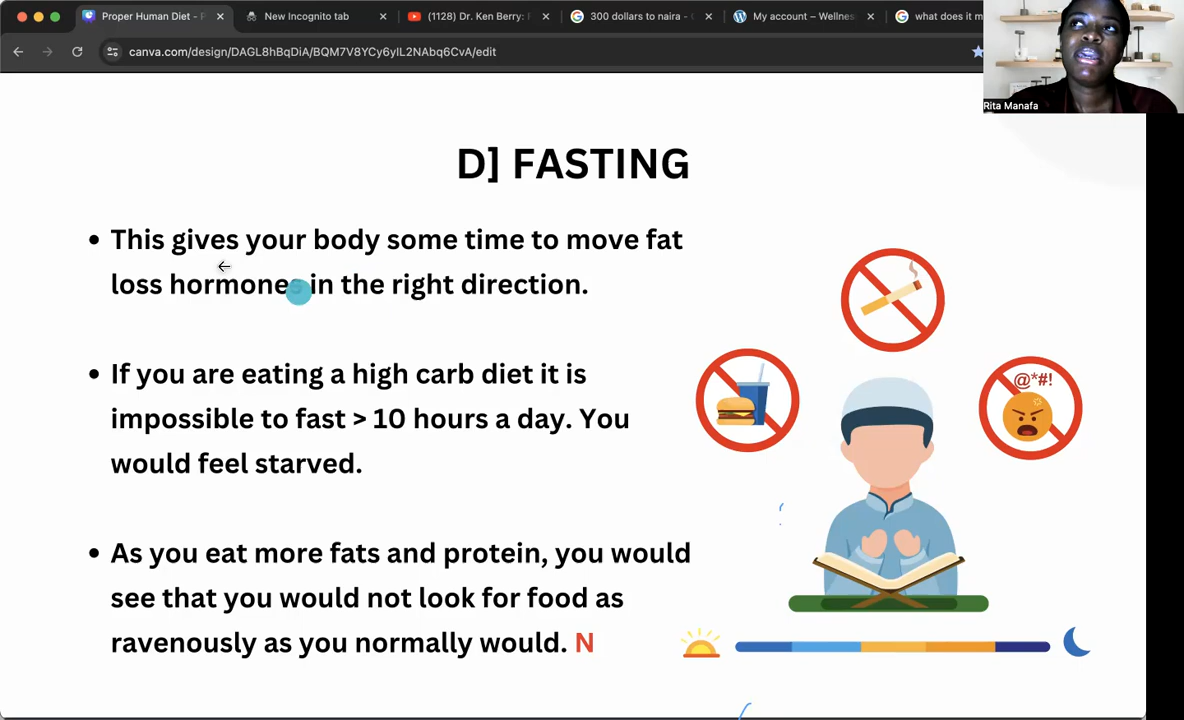 Proper Human Diet - P
New Incognito tab
(1128) Dr. Ken Berry:
300 dollars to naira - G
My account – Wellnes
what does it m
canva.com/design/DAGL8hBqDiA/BQM7V8YCy6yIL2NAbq6CvA/edit
Rita Manafa
D] FASTING
• This gives your body some time to move fat
loss hormones in the right direction.
• If you are eating a high carb diet it is
impossible to fast > 10 hours a day. You
would feel starved.
• As you eat more fats and protein, you would
see that you would not look for food as
ravenously as you normally would. N
@*#!